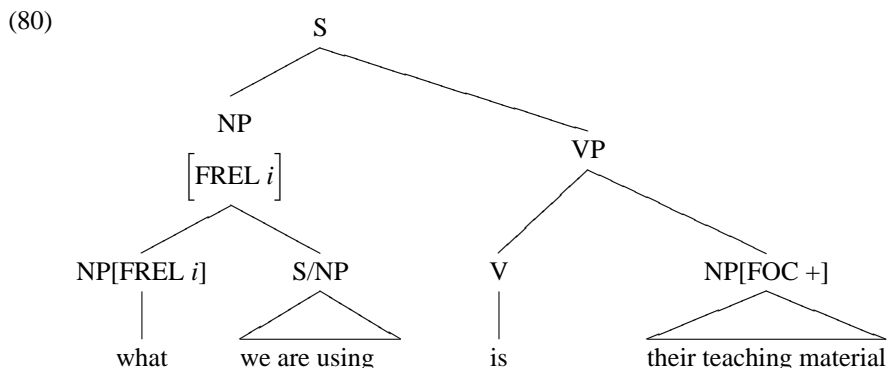 (80)
S
NP
[FREL i]
VP
NP[FREL i] S/NP V NP[FOC +]
what we are using is their teaching material